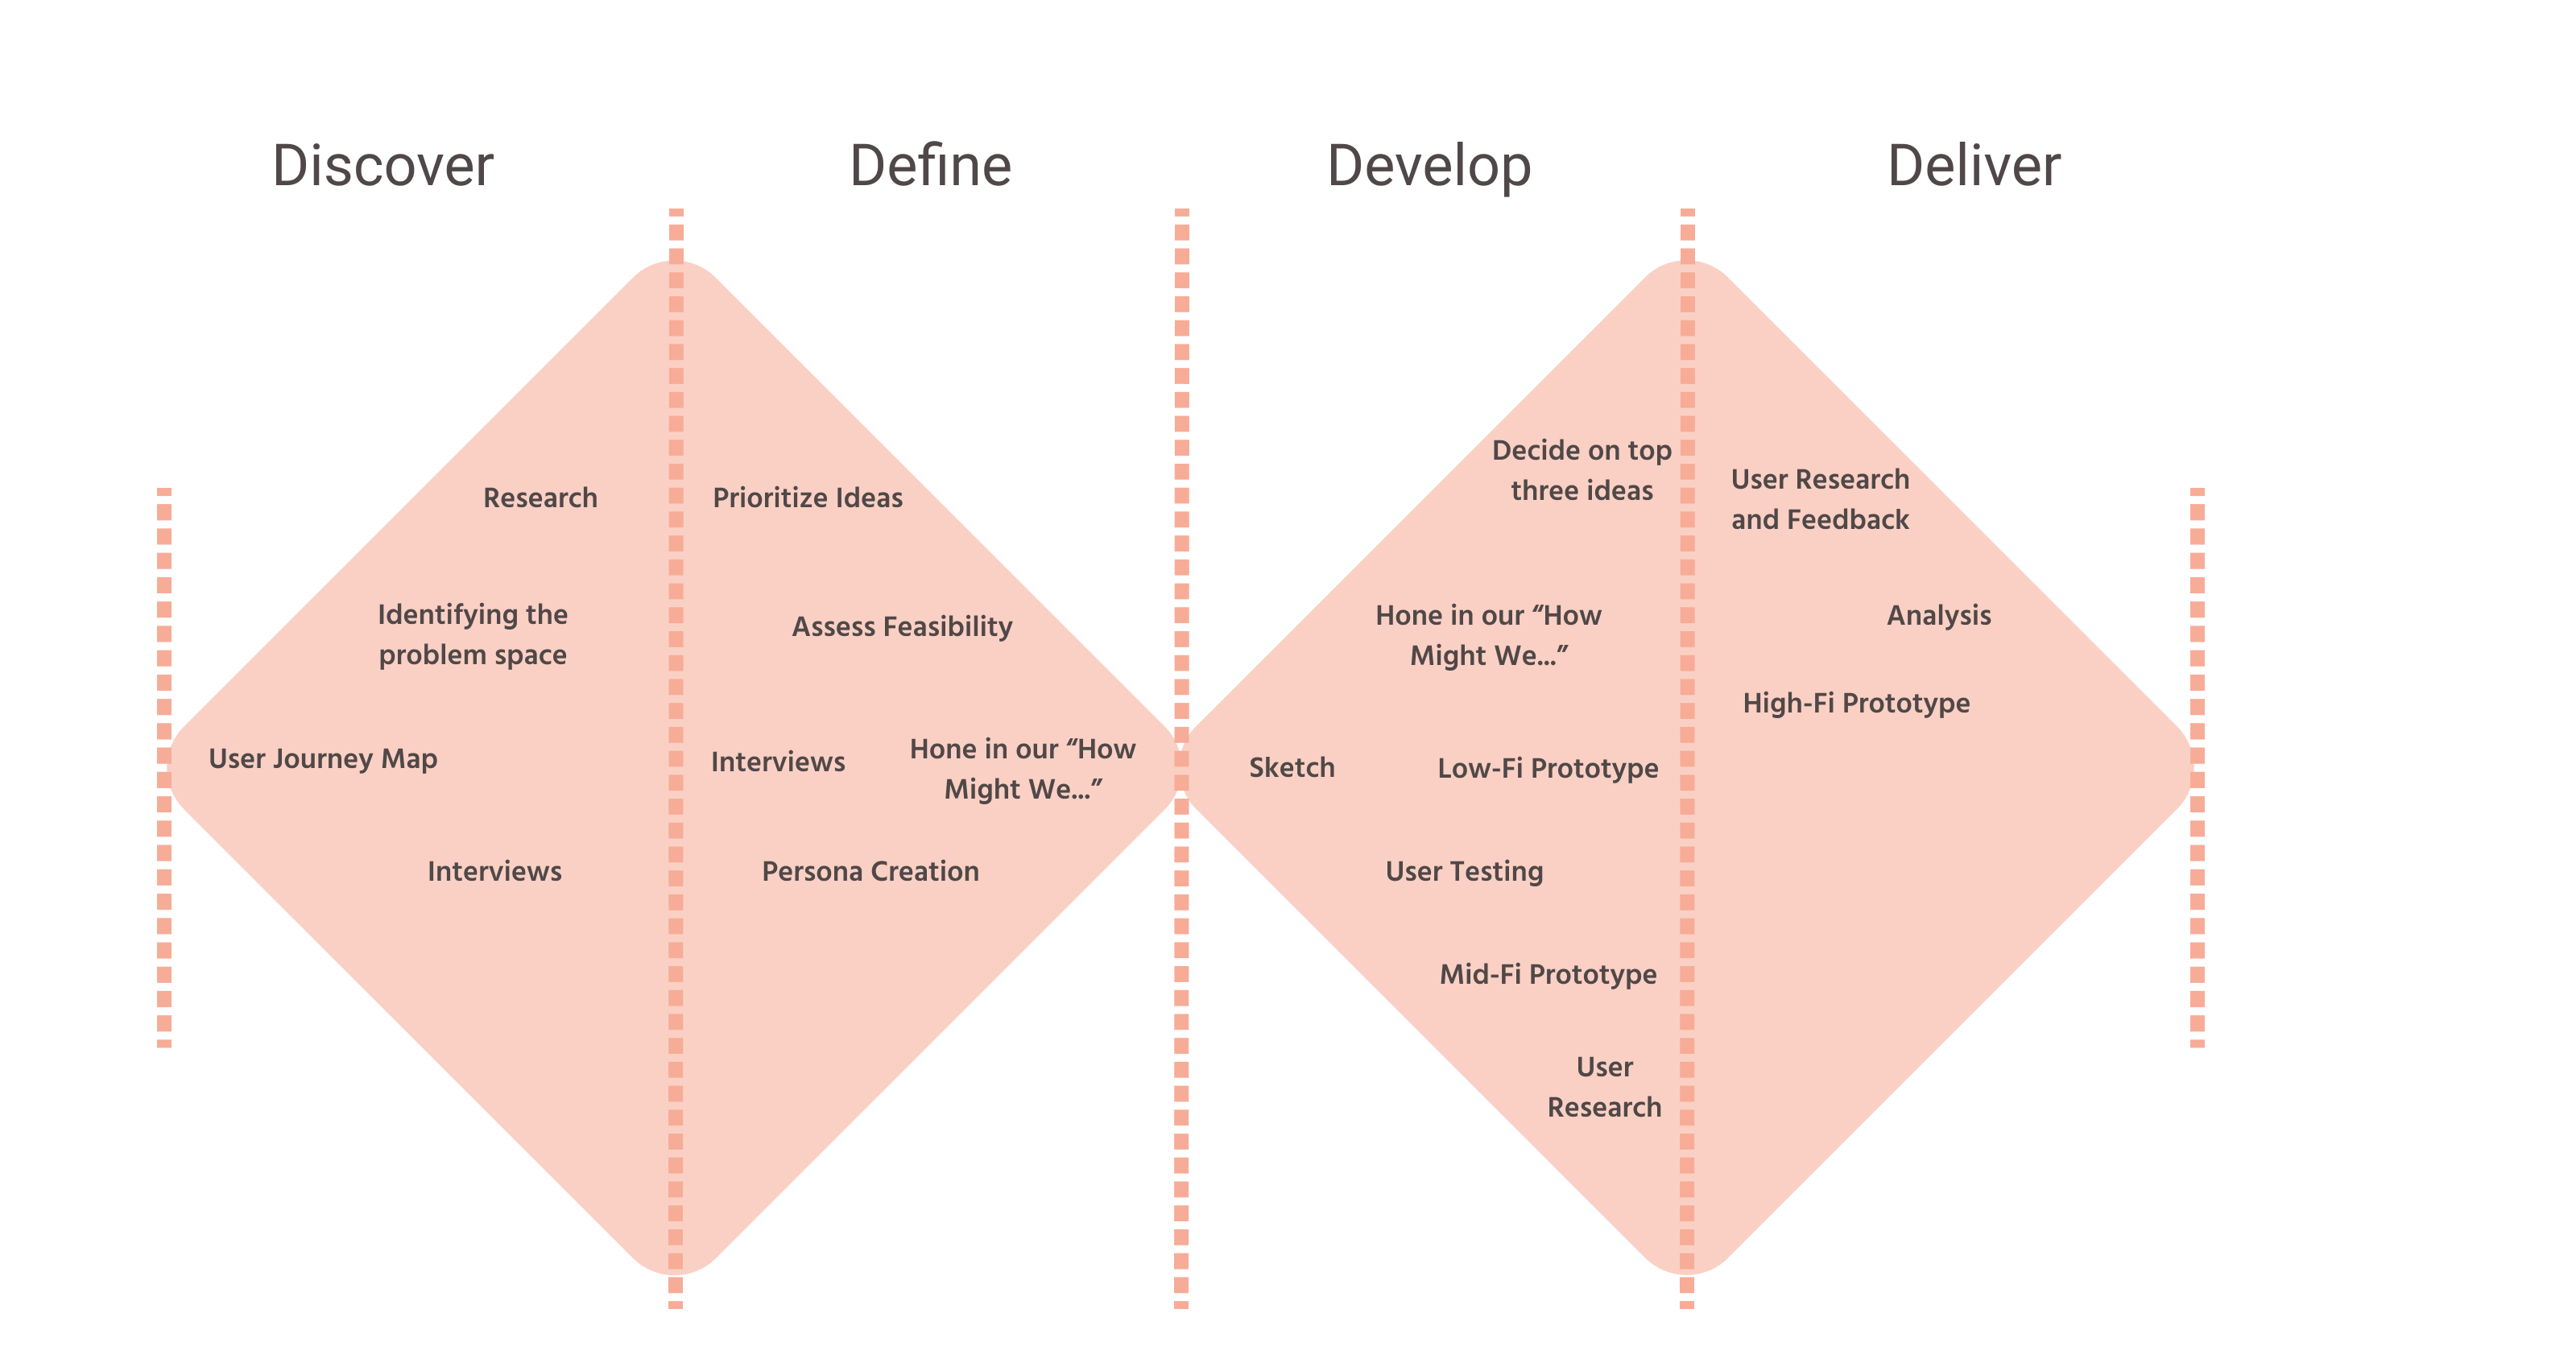 Discover
Define
Develop
Deliver
Research
Identifying the
problem space
User Journey Map
Interviews
Prioritize Ideas
Assess Feasibility
Interviews
Hone in our “How
Might We...”
Persona Creation
Decide on top
three ideas
Hone in our “How
Might We...”
Sketch
Low-Fi Prototype
User Testing
Mid-Fi Prototype
User
Research
User Research
and Feedback
Analysis
High-Fi Prototype